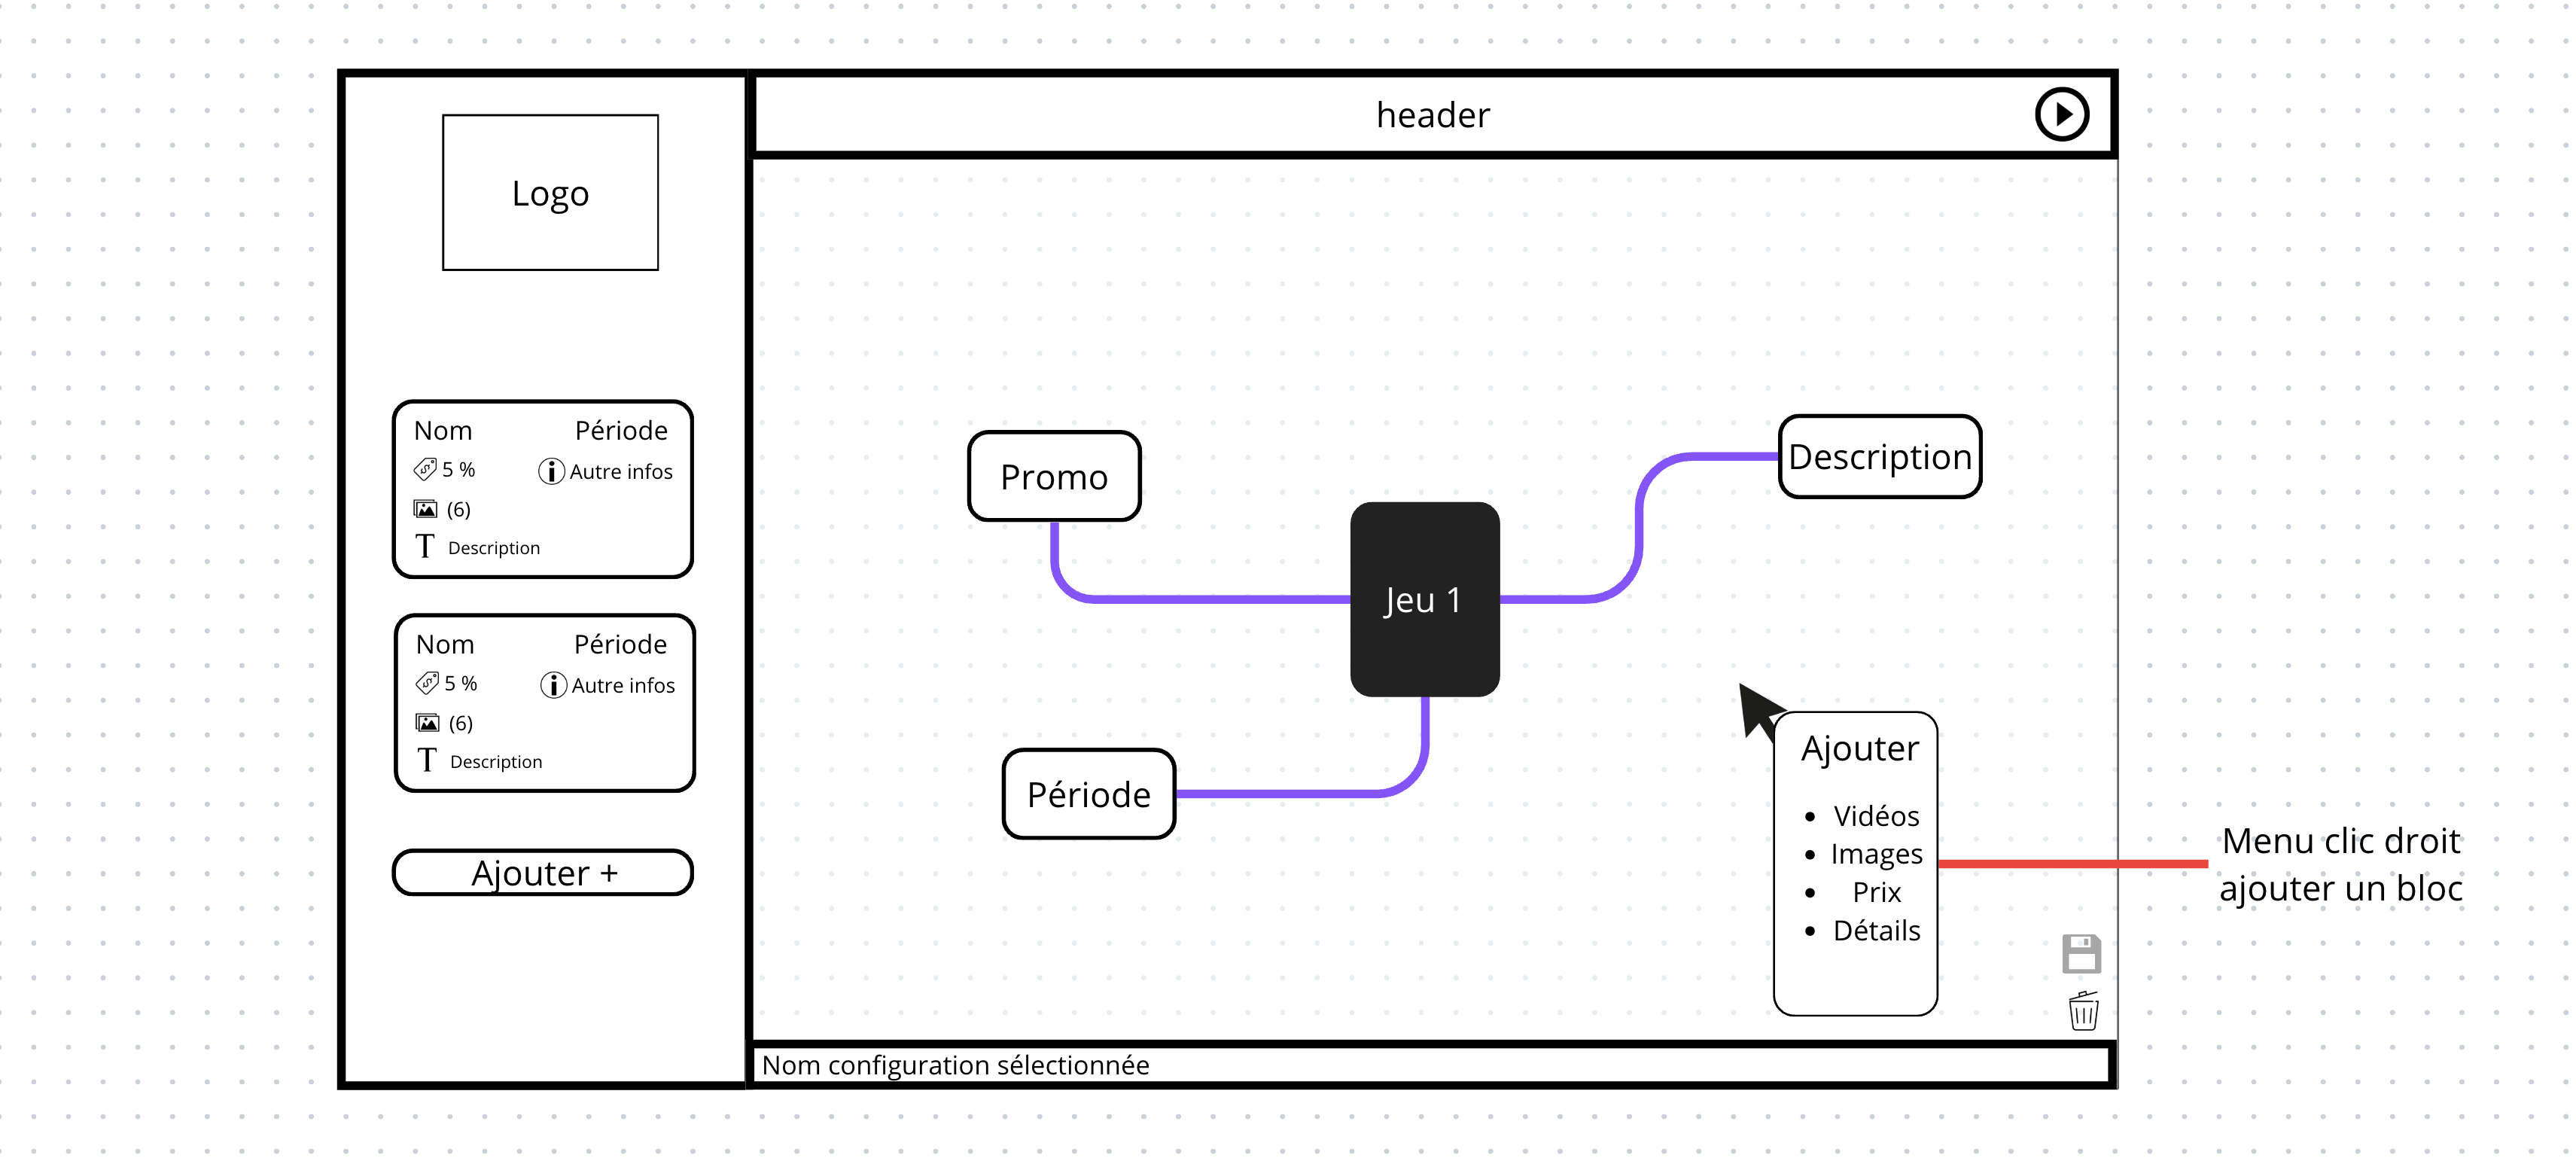 Logo
header
Nom
Période
5 %
Autre infos
(6)
T Description
Nom
Période
5 %
Autre infos
(6)
T Description
Ajouter +
Promo
Description
Jeu 1
Période
Ajouter
• Vidéos
• Images
• Prix
• Détails
Menu clic droit
ajouter un bloc
Nom configuration sélectionnée